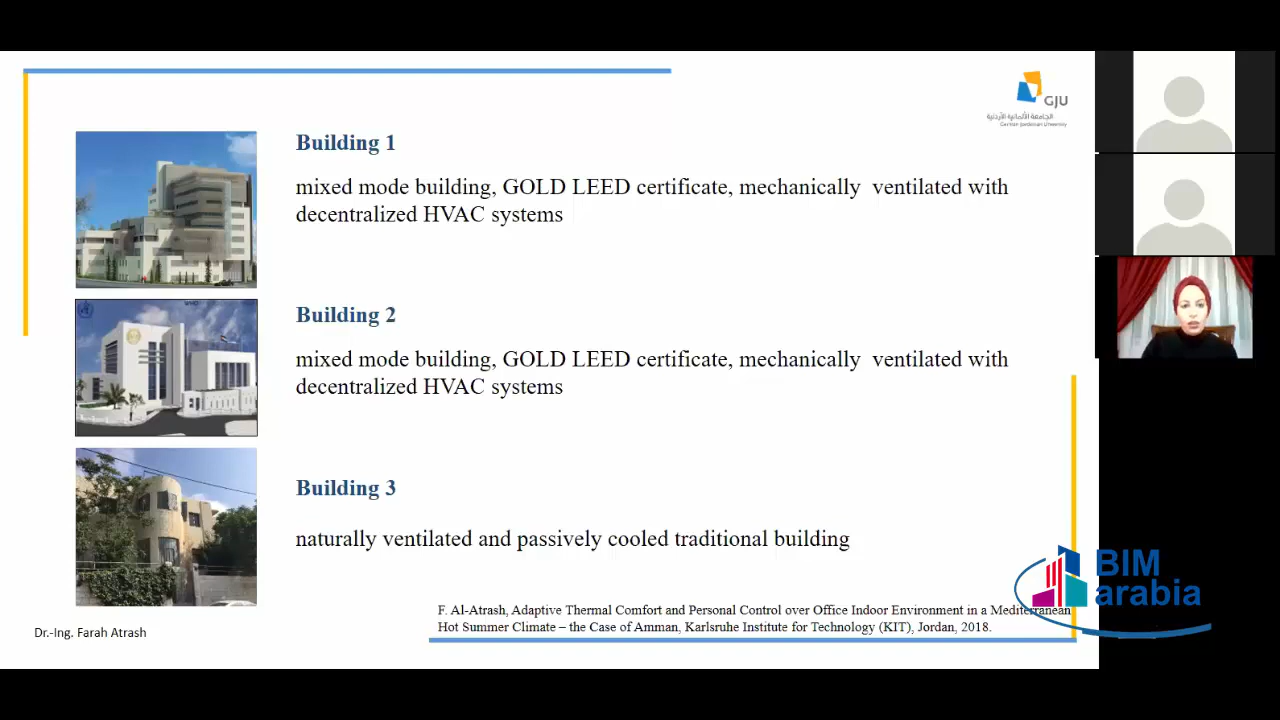 GJU
الجامعة الألمانية الأردنية
German Jordanian University
Building 1
mixed mode building, GOLD LEED certificate, mechanically ventilated with
decentralized HVAC systems
Building 2
mixed mode building, GOLD LEED certificate, mechanically ventilated with
decentralized HVAC systems
Building 3
naturally ventilated and passively cooled traditional building
F. Al-Atrash, Adaptive Thermal Comfort and Personal Control over Office Indoor Environment in a Mediterranean
Hot Summer Climate – the Case of Amman, Karlsruhe Institute for Technology (KIT), Jordan, 2018.
Dr.-Ing. Farah Atrash
BIM
arabia